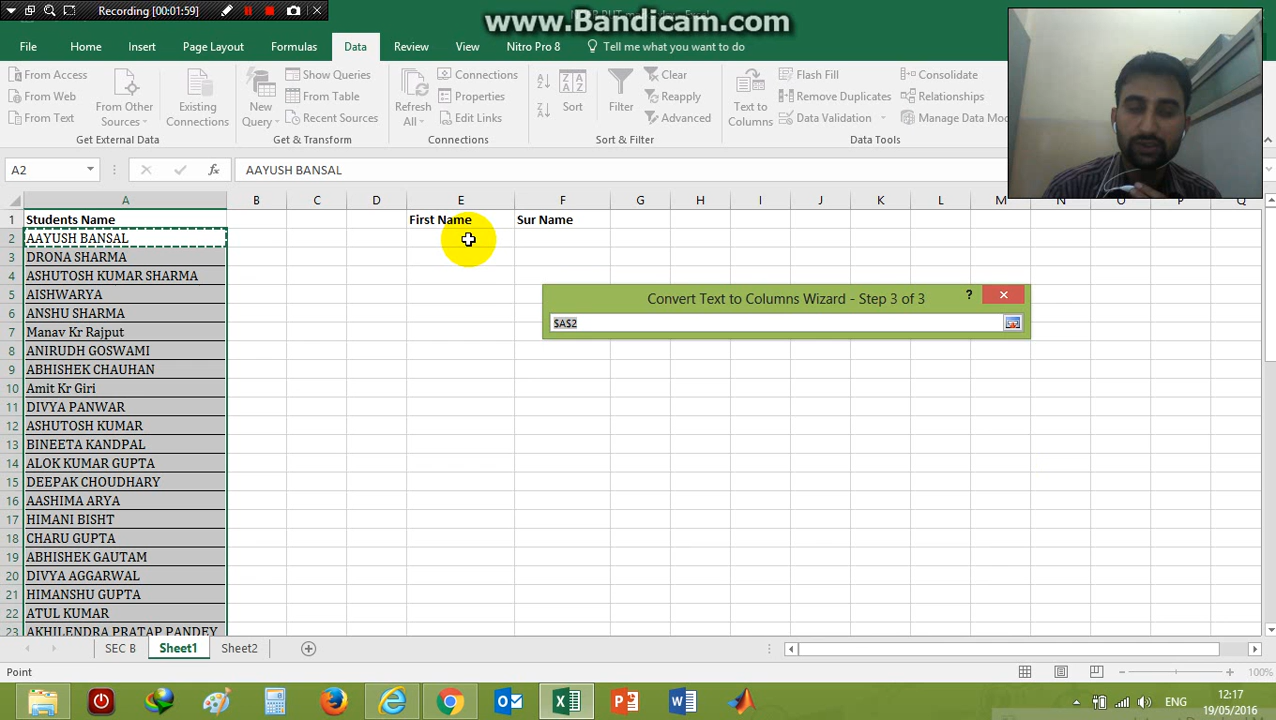 Recording [00:01:59]
www.Bandicam.com
File Home Insert Page Layout Formulas Data Review View Nitro Pro 8 Tell me what you want to do
From Access
From Web
From Text
From Other Sources
Existing Connections
Get External Data
New Query
Show Queries
From Table
Recent Sources
Get & Transform
Refresh All
Connections
Properties
Edit Links
Connections
Sort
Filter
Clear
Reapply
Advanced
Sort & Filter
Text to Columns
Flash Fill
Remove Duplicates
Data Validation
Consolidate
Relationships
Manage Data Mod
Data Tools
A2 fx AAYUSH BANSAL
A B C D E F G H I J K L M N O P Q
1 Students Name First Name Sur Name
2 AAYUSH BANSAL
3 DRONA SHARMA
4 ASHUTOSH KUMAR SHARMA
5 AISHWARYA
6 ANSHU SHARMA
7 Manav Kr Rajput
8 ANIRUDH GOSWAMI
9 ABHISHEK CHAUHAN
10 Amit Kr Giri
11 DIVYA PANWAR
12 ASHUTOSH KUMAR
13 BINEETA KANDPAL
14 ALOK KUMAR GUPTA
15 DEEPAK CHOUDHARY
16 AASHIMA ARYA
17 HIMANI BISHT
18 CHARU GUPTA
19 ABHISHEK GAUTAM
20 DIVYA AGGARWAL
21 HIMANSHU GUPTA
22 ATUL KUMAR
23 AKHILENDRA PRATAP PANDEY
Convert Text to Columns Wizard - Step 3 of 3 ?
$A$2
SEC B Sheet1 Sheet2
Point 100%
ENG 12:17
19/05/2016